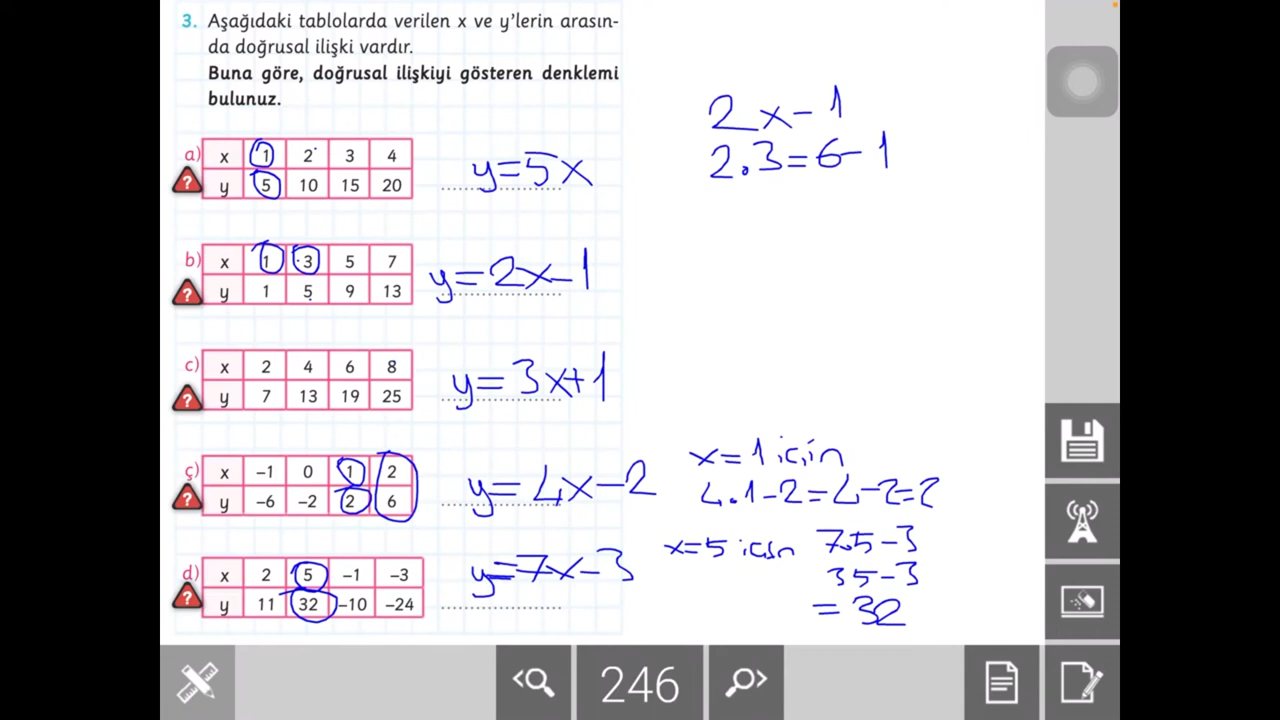 3. Aşağıdaki tablolarda verilen x ve y'lerin arasın-
da doğrusal ilişki vardır.
Buna göre, doğrusal ilişkiyi gösteren denklemi
bulunuz.
2x-1
2.3=6-1
a) x 1 2 3 4
? y 5 10 15 20
y=5x
b) x 1 3 5 7
? y 1 5 9 13
y=2x-1
c) x 2 4 6 8
? y 7 13 19 25
y=3x+1
ç) x -1 0 1 2
? y -6 -2 2 6
y=4x-2
x=1 için
4.1-2=4-2=2
d) x 2 5 -1 -3
? y 11 32 -10 -24
y=7x-3
x=5 için 7.5-3
35-3
=32
246